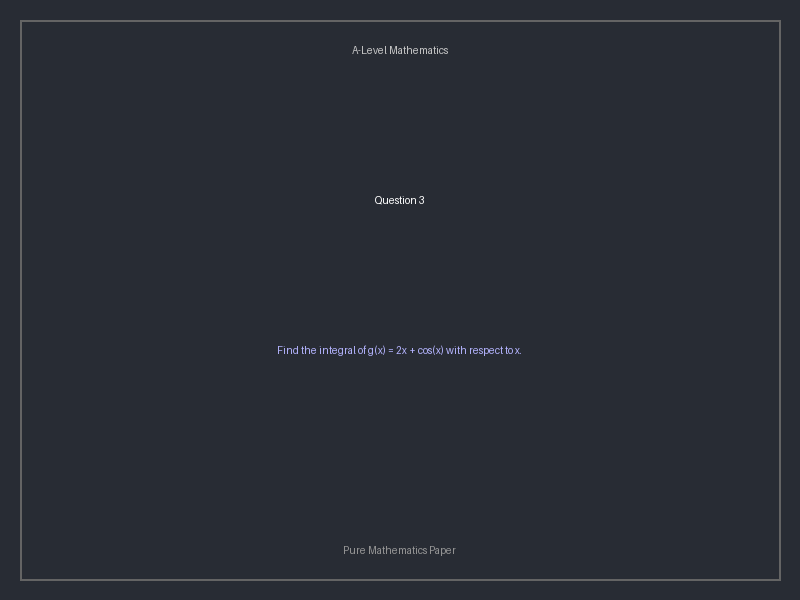 A-Level Mathematics
Question 3
Find the integral of g(x) = 2x + cos(x) with respect to x.
Pure Mathematics Paper